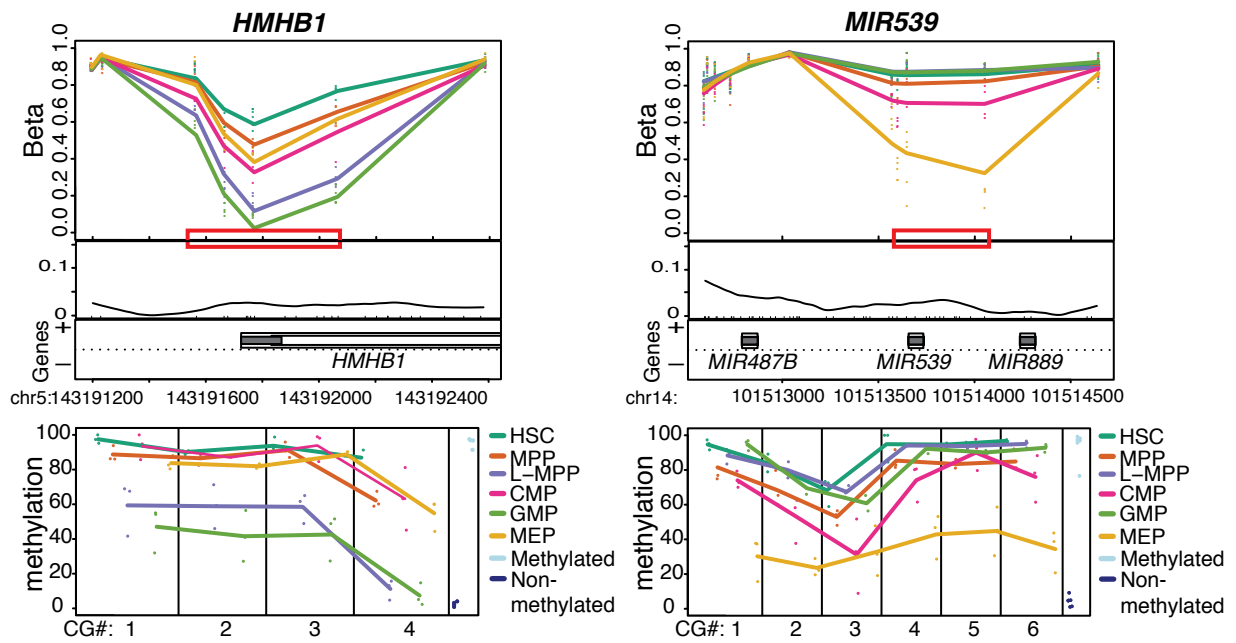 HMHB1
MIR539
Beta
0.0 0.2 0.4 0.6 0.8 1.0
Beta
0.0 0.2 0.4 0.6 0.8 1.0
0.1
0
0.1
0
Genes
+
−
HMHB1
Genes
+
−
MIR487B
MIR539
MIR889
chr5:143191200 143191600 143192000 143192400
chr14: 101513000 101513500 101514000 101514500
methylation
100
80
60
40
20
0
CG#: 1 2 3 4
HSC
MPP
L−MPP
CMP
GMP
MEP
Methylated
Non-
methylated
methylation
100
80
60
40
20
0
CG#: 1 2 3 4 5 6
HSC
MPP
L−MPP
CMP
GMP
MEP
Methylated
Non-
methylated